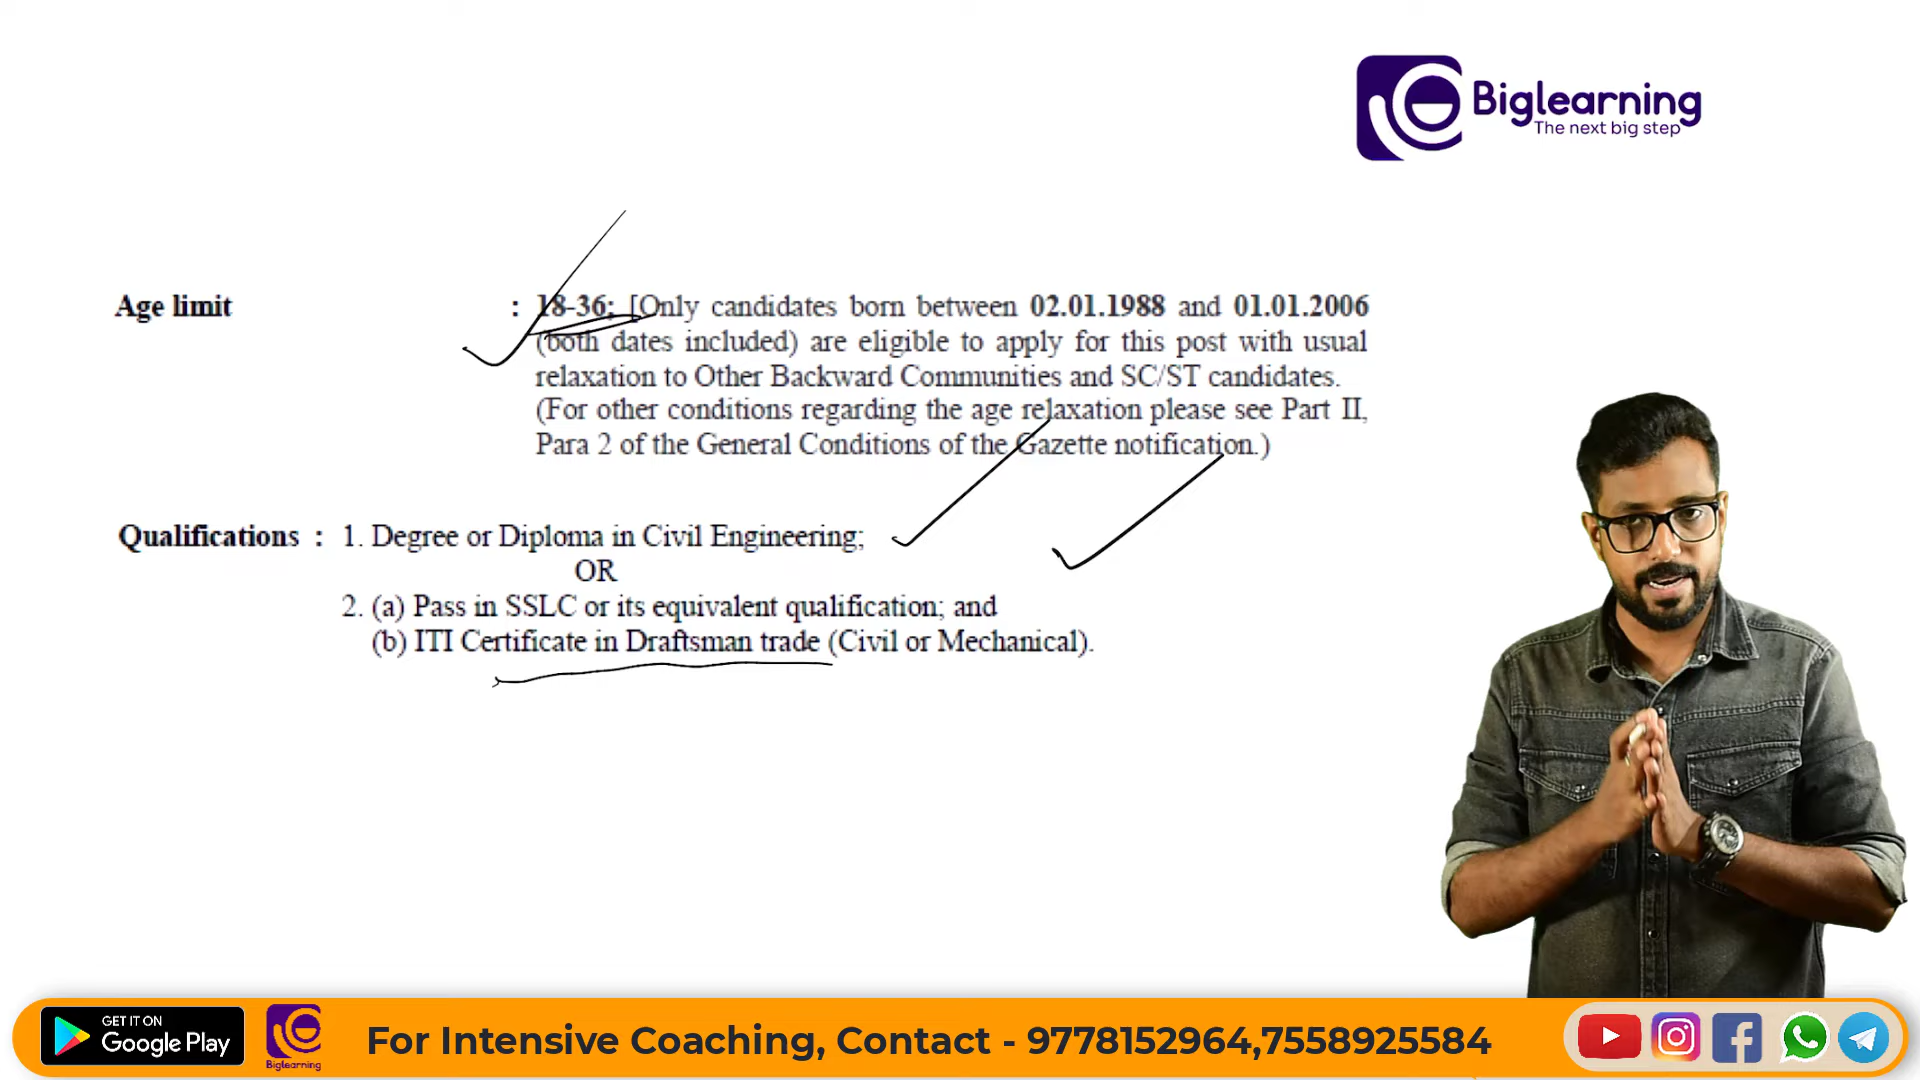 Biglearning
The next big step
Age limit : 18-36; [Only candidates born between 02.01.1988 and 01.01.2006
(both dates included) are eligible to apply for this post with usual
relaxation to Other Backward Communities and SC/ST candidates.
(For other conditions regarding the age relaxation please see Part II,
Para 2 of the General Conditions of the Gazette notification.)
Qualifications : 1. Degree or Diploma in Civil Engineering;
OR
2. (a) Pass in SSLC or its equivalent qualification; and
(b) ITI Certificate in Draftsman trade (Civil or Mechanical).
GET IT ON
Google Play
Biglearning
For Intensive Coaching, Contact - 9778152964,7558925584